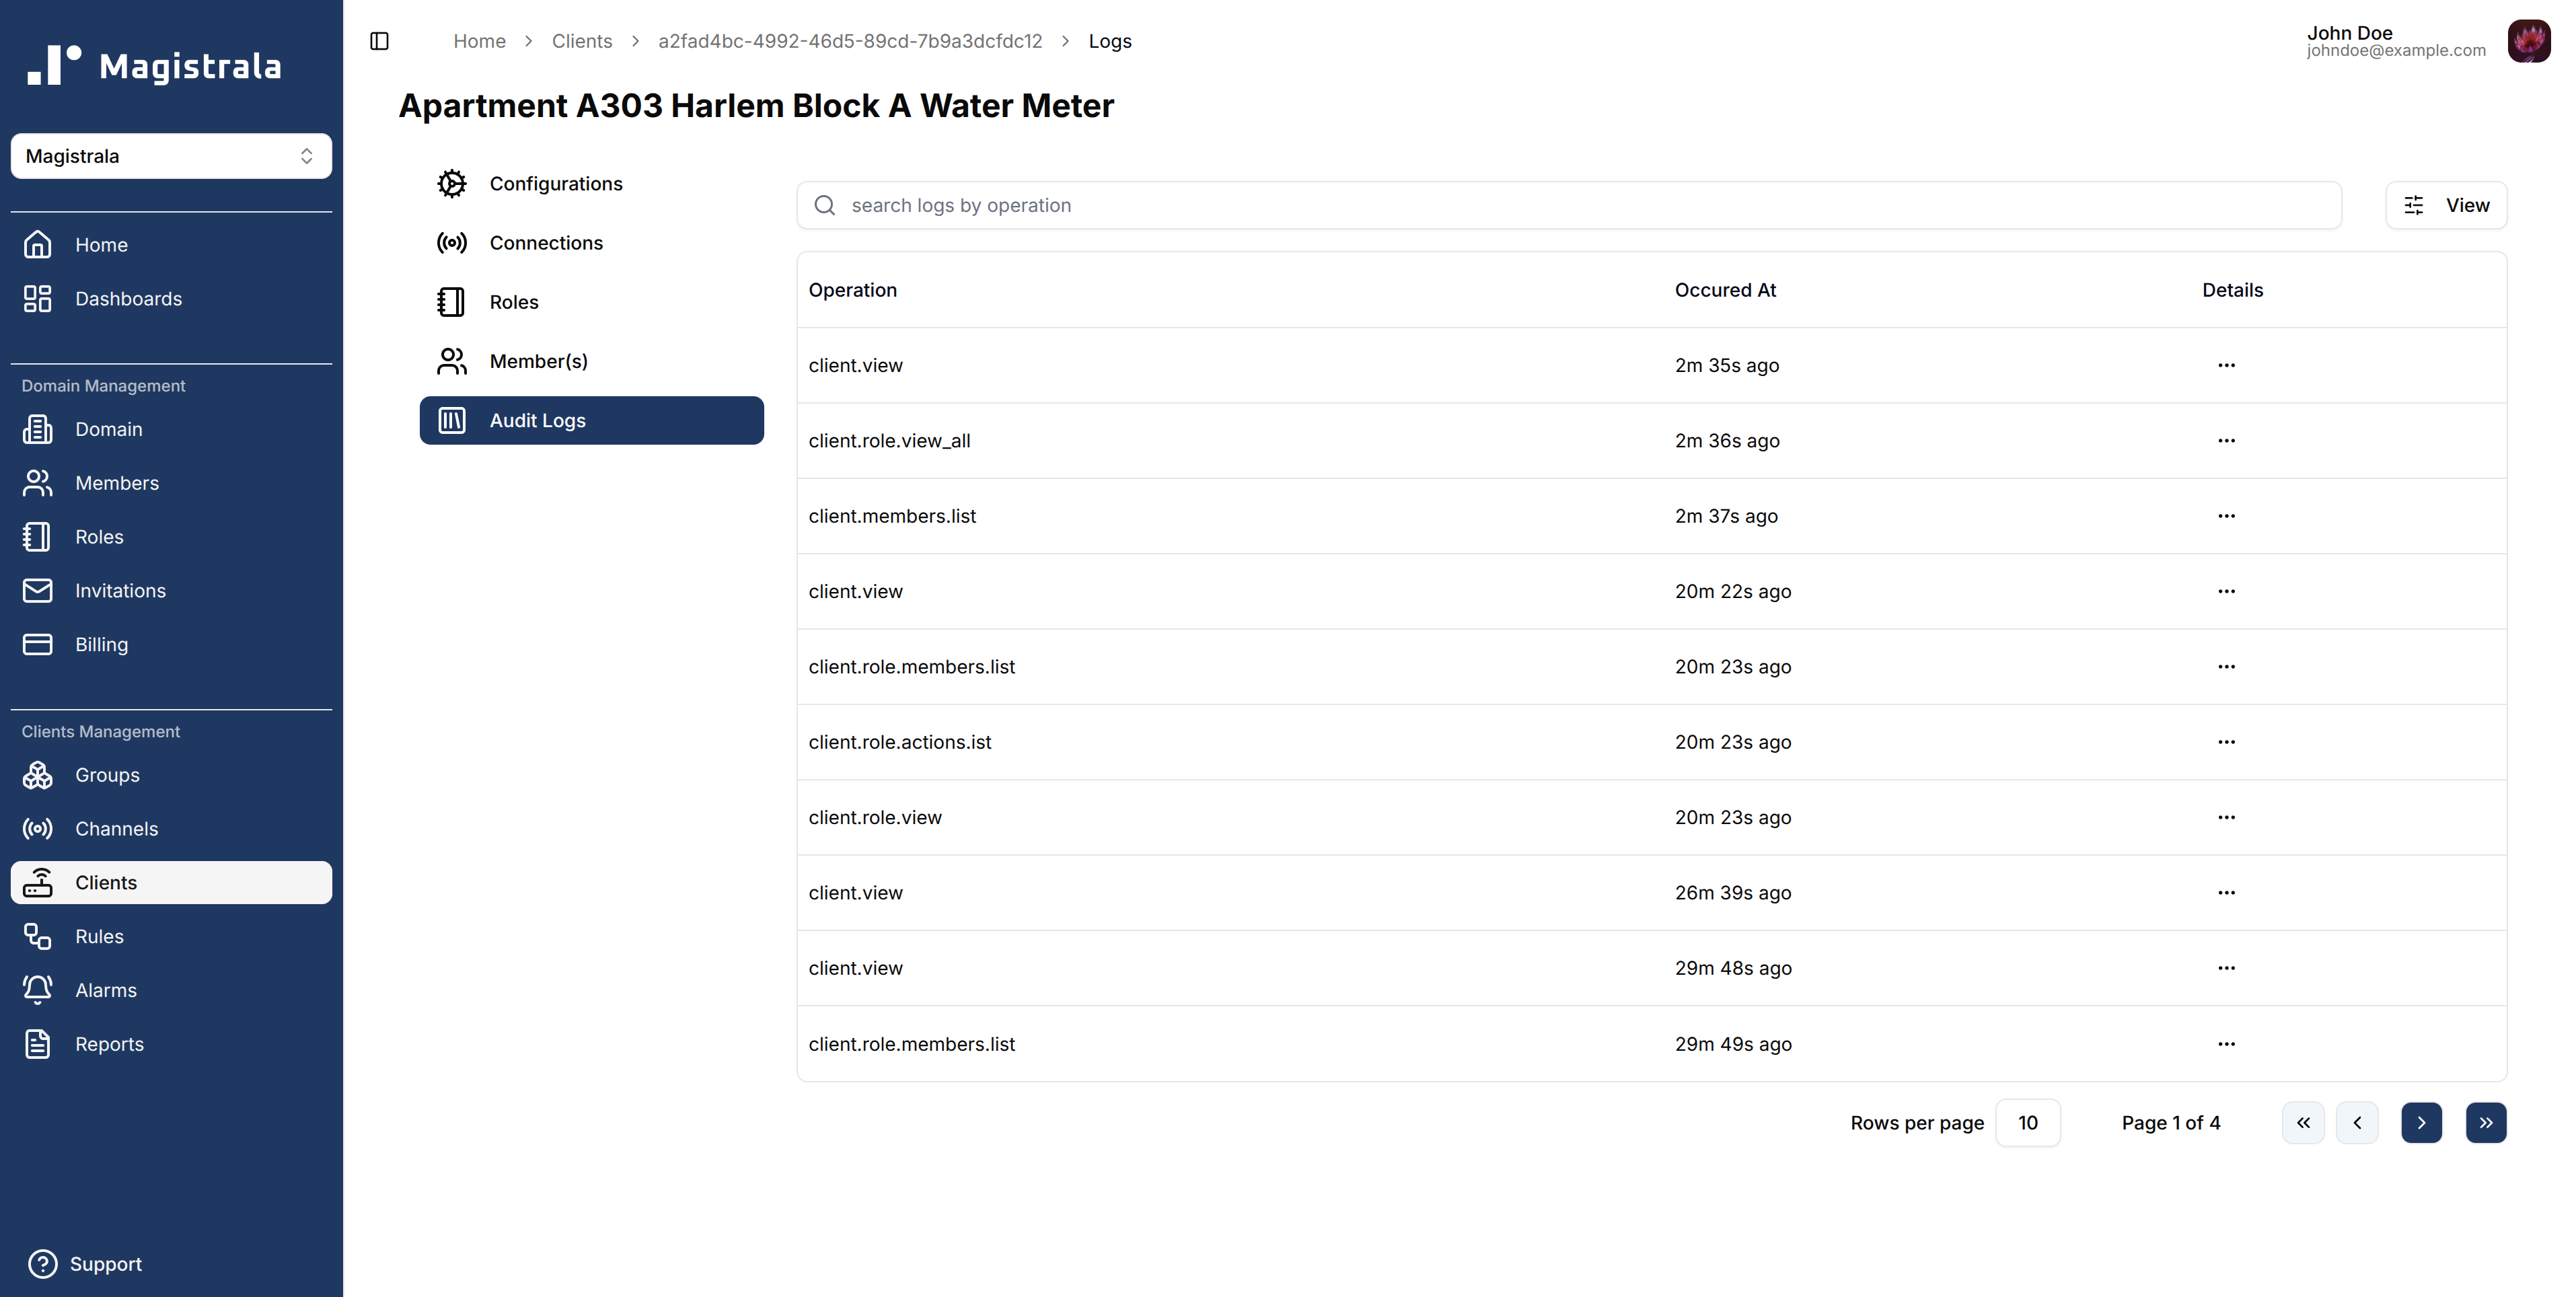 Magistrala
Magistrala
Home
Dashboards
Domain Management
Domain
Members
Roles
Invitations
Billing
Clients Management
Groups
Channels
Clients
Rules
Alarms
Reports
Support
Home > Clients > a2fad4bc-4992-46d5-89cd-7b9a3dcfdc12 > Logs
John Doe
johndoe@example.com
Apartment A303 Harlem Block A Water Meter
Configurations
Connections
Roles
Member(s)
Audit Logs
search logs by operation
View
Operation Occured At Details
client.view 2m 35s ago
client.role.view_all 2m 36s ago
client.members.list 2m 37s ago
client.view 20m 22s ago
client.role.members.list 20m 23s ago
client.role.actions.ist 20m 23s ago
client.role.view 20m 23s ago
client.view 26m 39s ago
client.view 29m 48s ago
client.role.members.list 29m 49s ago
Rows per page 10 Page 1 of 4